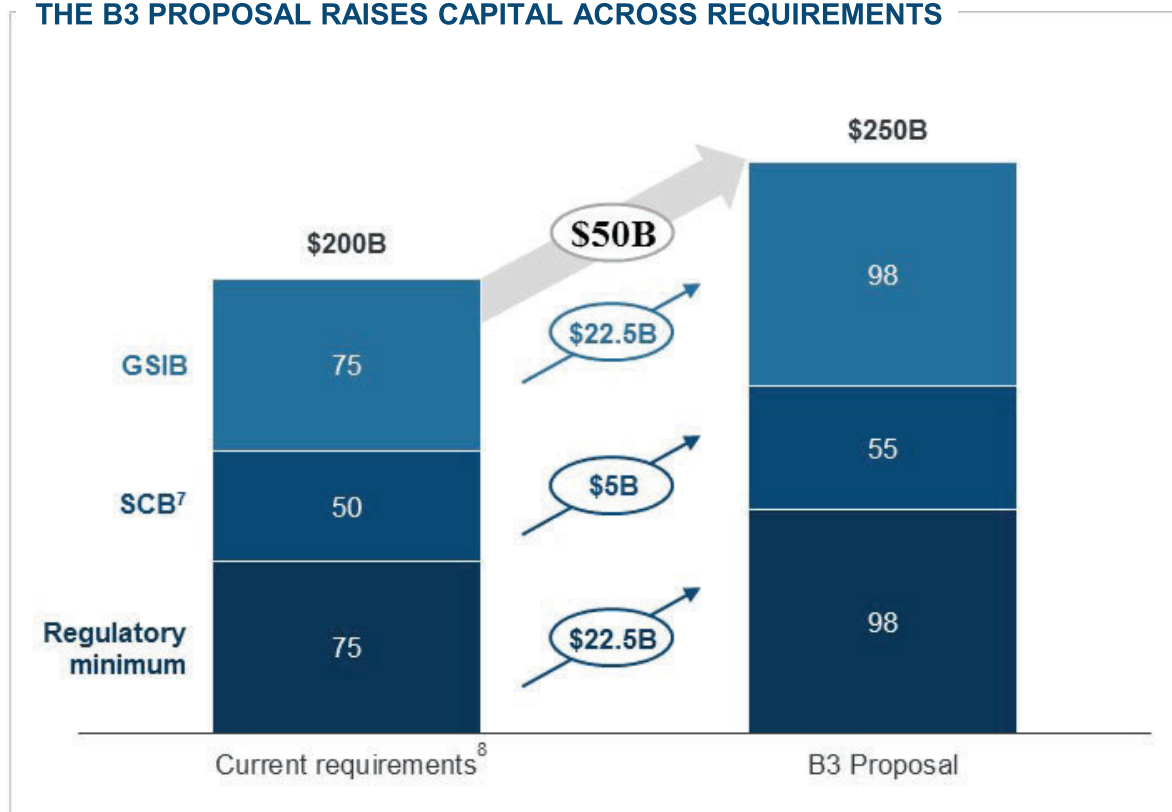 THE B3 PROPOSAL RAISES CAPITAL ACROSS REQUIREMENTS
$250B
$200B
$50B
98
$22.5B
GSIB
75
55
$5B
SCB7
50
98
$22.5B
Regulatory
minimum
75
Current requirements8
B3 Proposal